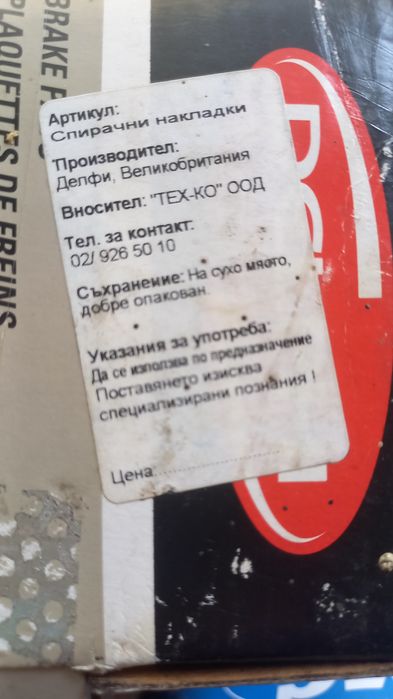 Артикул:
Спирачни накладки
Производител:
Делфи, Великобритания
Вносител: "ТЕХ-КО" ООД
Тел. за контакт:
02/ 926 50 10
Съхранение: На сухо място,
добре опакован.
Указания за употреба:
Да се използва по предназначение
Поставянето изисква
специализирани познания !
Цена..............................
BRAKE
PLAQUETTES DE FREINS